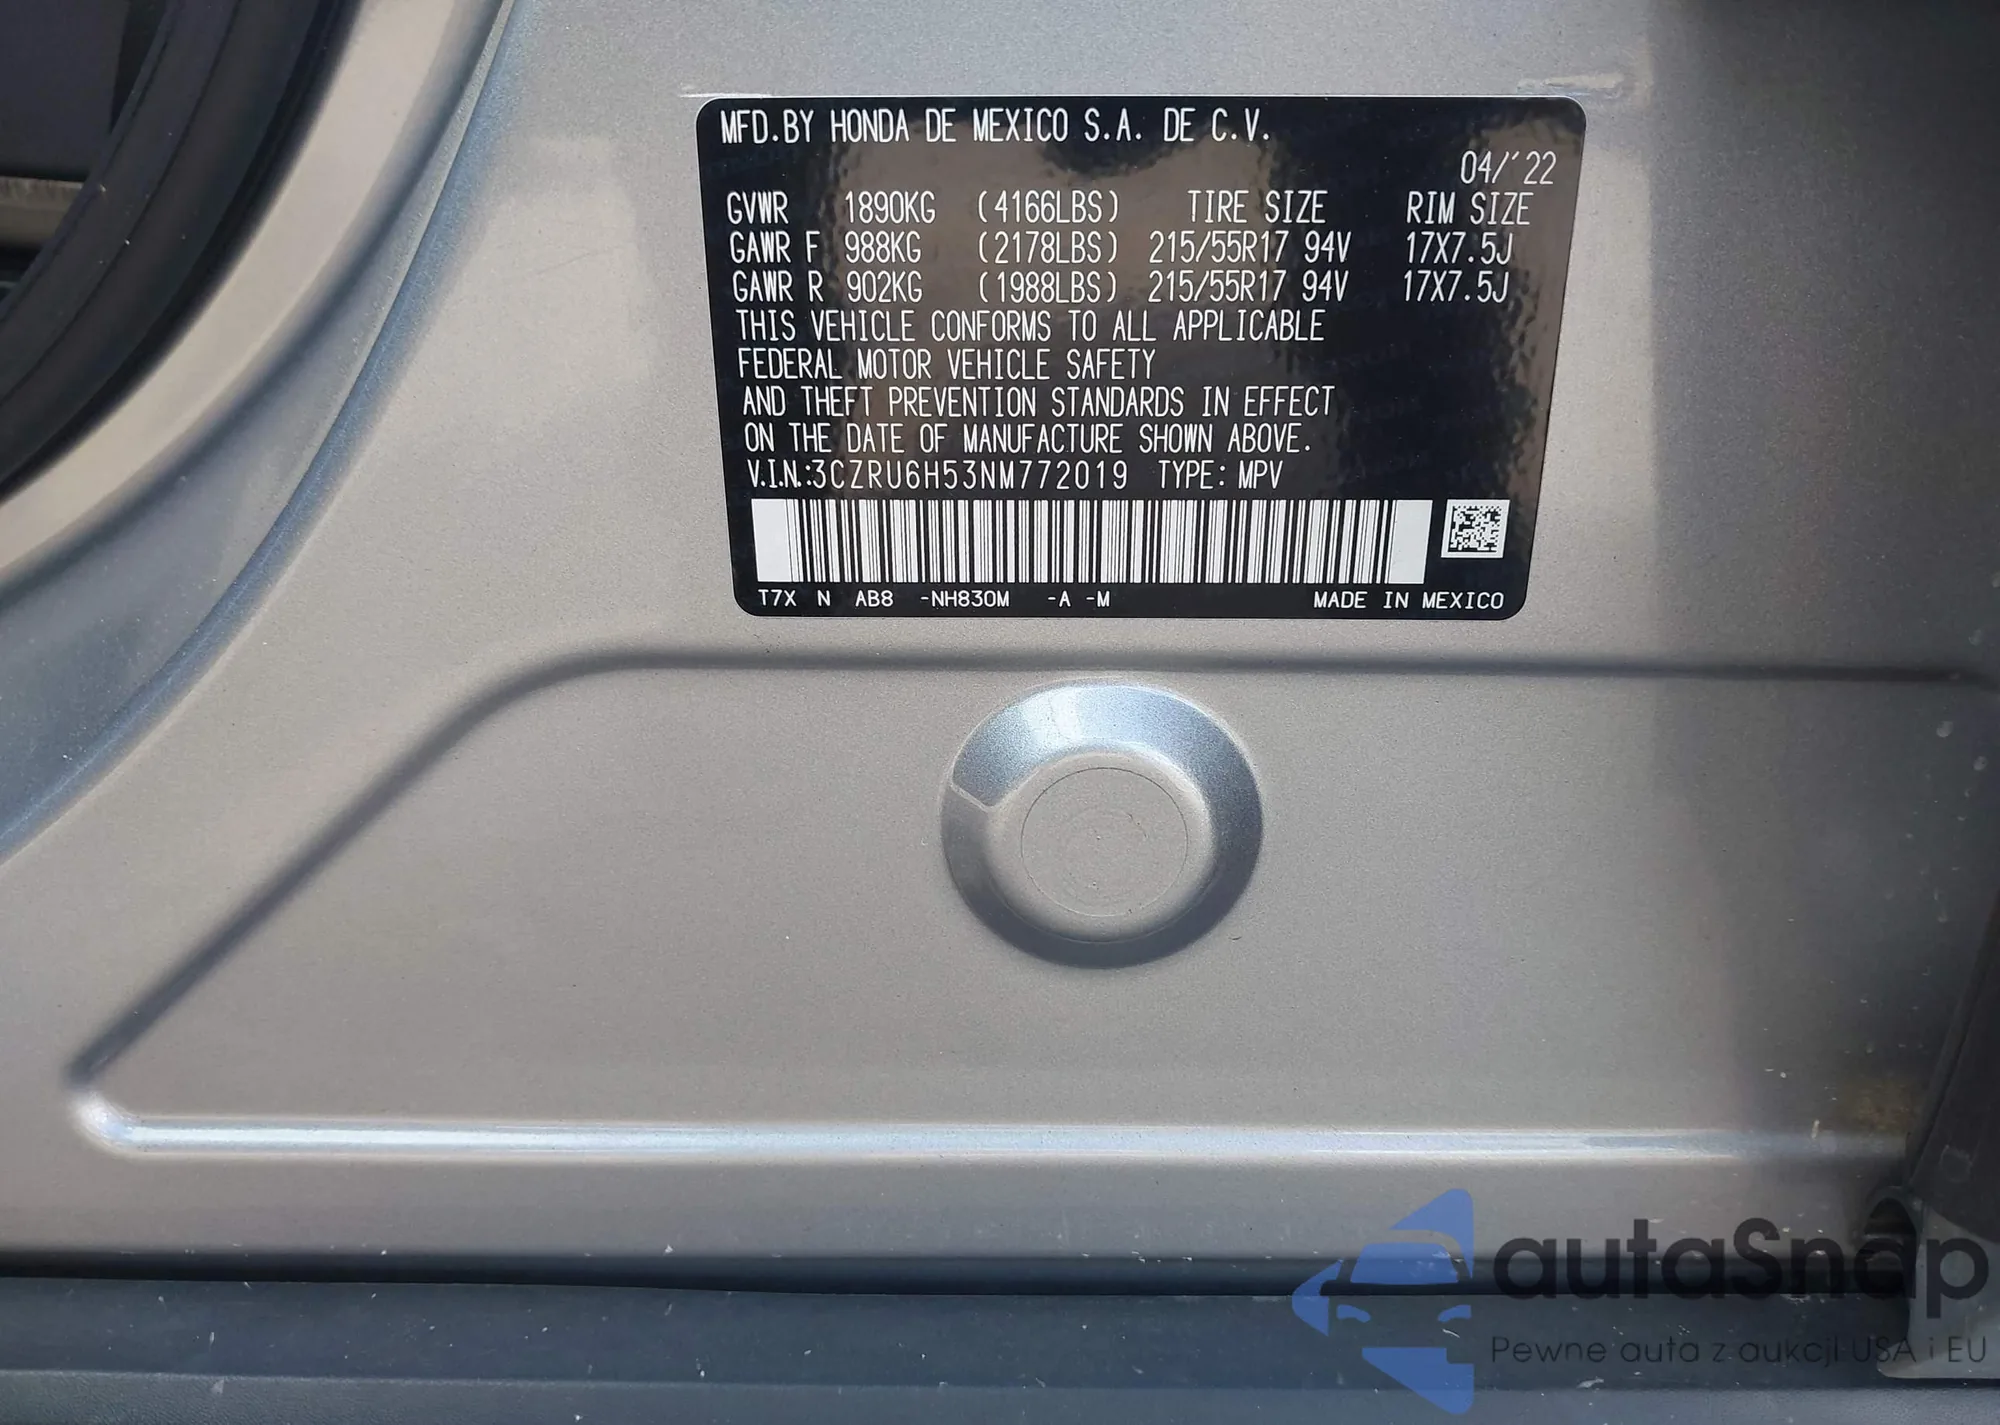 MFD.BY HONDA DE MEXICO S.A. DE C.V.
04/'22
GVWR 1890KG (4166LBS) TIRE SIZE RIM SIZE
GAWR F 988KG (2178LBS) 215/55R17 94V 17X7.5J
GAWR R 902KG (1988LBS) 215/55R17 94V 17X7.5J
THIS VEHICLE CONFORMS TO ALL APPLICABLE
FEDERAL MOTOR VEHICLE SAFETY
AND THEFT PREVENTION STANDARDS IN EFFECT
ON THE DATE OF MANUFACTURE SHOWN ABOVE.
V.I.N.:3CZRU6H53NM772019 TYPE: MPV
T7X N AB8 -NH830M -A -M MADE IN MEXICO
autaSnap
Pewne auta z aukcji USA i EU